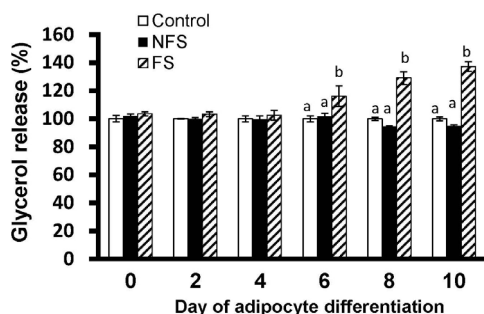 Control
NFS
FS
Glycerol release (%)
160
140
120
100
80
60
40
20
0
a a b
a a b
a a b
0 2 4 6 8 10
Day of adipocyte differentiation